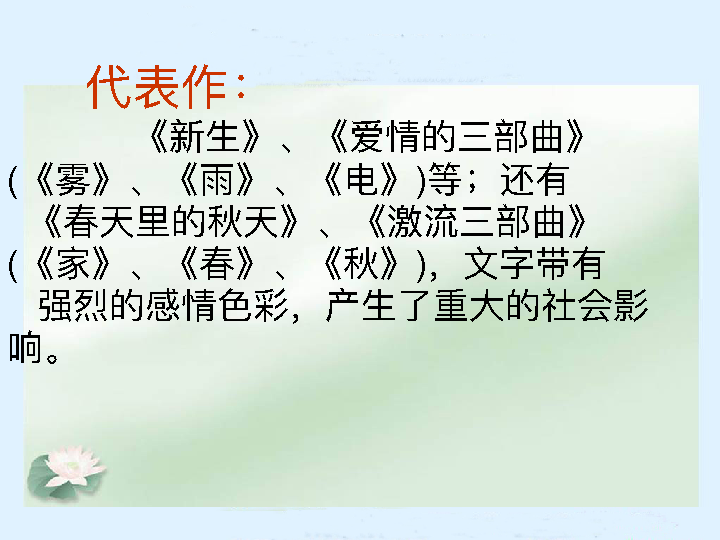 代表作：
《新生》、《爱情的三部曲》
(《雾》、《雨》、《电》)等；还有
《春天里的秋天》、《激流三部曲》
(《家》、《春》、《秋》)，文字带有
强烈的感情色彩，产生了重大的社会影
响。